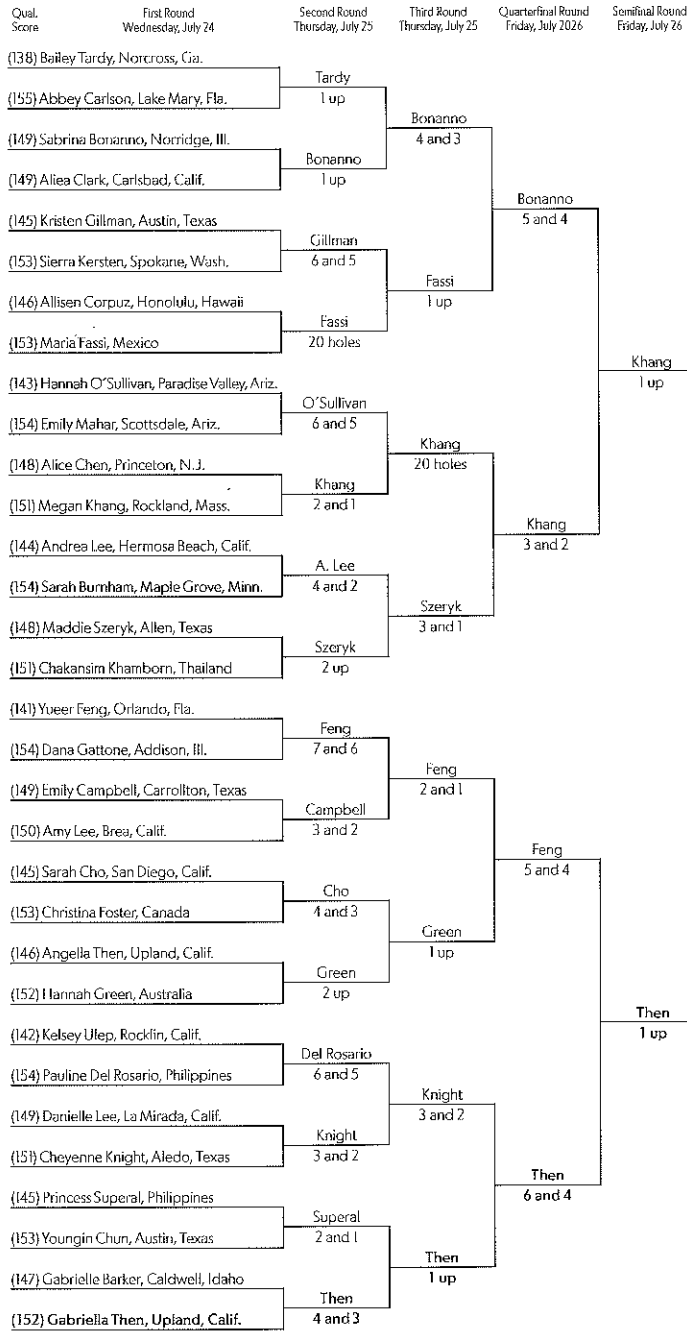 Qual. Score
First Round
Wednesday, July 24
Second Round
Thursday, July 25
Third Round
Thursday, July 25
Quarterfinal Round
Friday, July 2026
Semifinal Round
Friday, July 26
(138) Bailey Tardy, Norcross, Ga.
Tardy
1 up
(155) Abbey Carlson, Lake Mary, Fla.
Bonanno
4 and 3
(149) Sabrina Bonanno, Norridge, Ill.
Bonanno
1 up
(149) Aliea Clark, Carlsbad, Calif.
Bonanno
5 and 4
(145) Kristen Gillman, Austin, Texas
Gillman
6 and 5
(153) Sierra Kersten, Spokane, Wash.
Fassi
1 up
(146) Allisen Corpuz, Honolulu, Hawaii
Fassi
20 holes
(153) Maria Fassi, Mexico
Khang
1 up
(143) Hannah O'Sullivan, Paradise Valley, Ariz.
O'Sullivan
6 and 5
(154) Emily Mahar, Scottsdale, Ariz.
Khang
20 holes
(148) Alice Chen, Princeton, N.J.
Khang
2 and 1
(151) Megan Khang, Rockland, Mass.
Khang
3 and 2
(144) Andrea Lee, Hermosa Beach, Calif.
A. Lee
4 and 2
(154) Sarah Burnham, Maple Grove, Minn.
Szeryk
3 and 1
(148) Maddie Szeryk, Allen, Texas
Szeryk
2 up
(151) Chakansim Khamborn, Thailand
(141) Yueer Feng, Orlando, Fla.
Feng
7 and 6
(154) Dana Gattone, Addison, Ill.
Feng
2 and 1
(149) Emily Campbell, Carrollton, Texas
Campbell
3 and 2
(150) Amy Lee, Brea, Calif.
Feng
5 and 4
(145) Sarah Cho, San Diego, Calif.
Cho
4 and 3
(153) Christina Foster, Canada
Green
1 up
(146) Angella Then, Upland, Calif.
Green
2 up
(152) Hannah Green, Australia
Then
1 up
(142) Kelsey Ulep, Rocklin, Calif.
Del Rosario
6 and 5
(154) Pauline Del Rosario, Philippines
Knight
3 and 2
(149) Danielle Lee, La Mirada, Calif.
Knight
3 and 2
(151) Cheyenne Knight, Aledo, Texas
Then
6 and 4
(145) Princess Superal, Philippines
Superal
2 and 1
(153) Youngin Chun, Austin, Texas
Then
1 up
(147) Gabrielle Barker, Caldwell, Idaho
Then
4 and 3
(152) Gabriella Then, Upland, Calif.